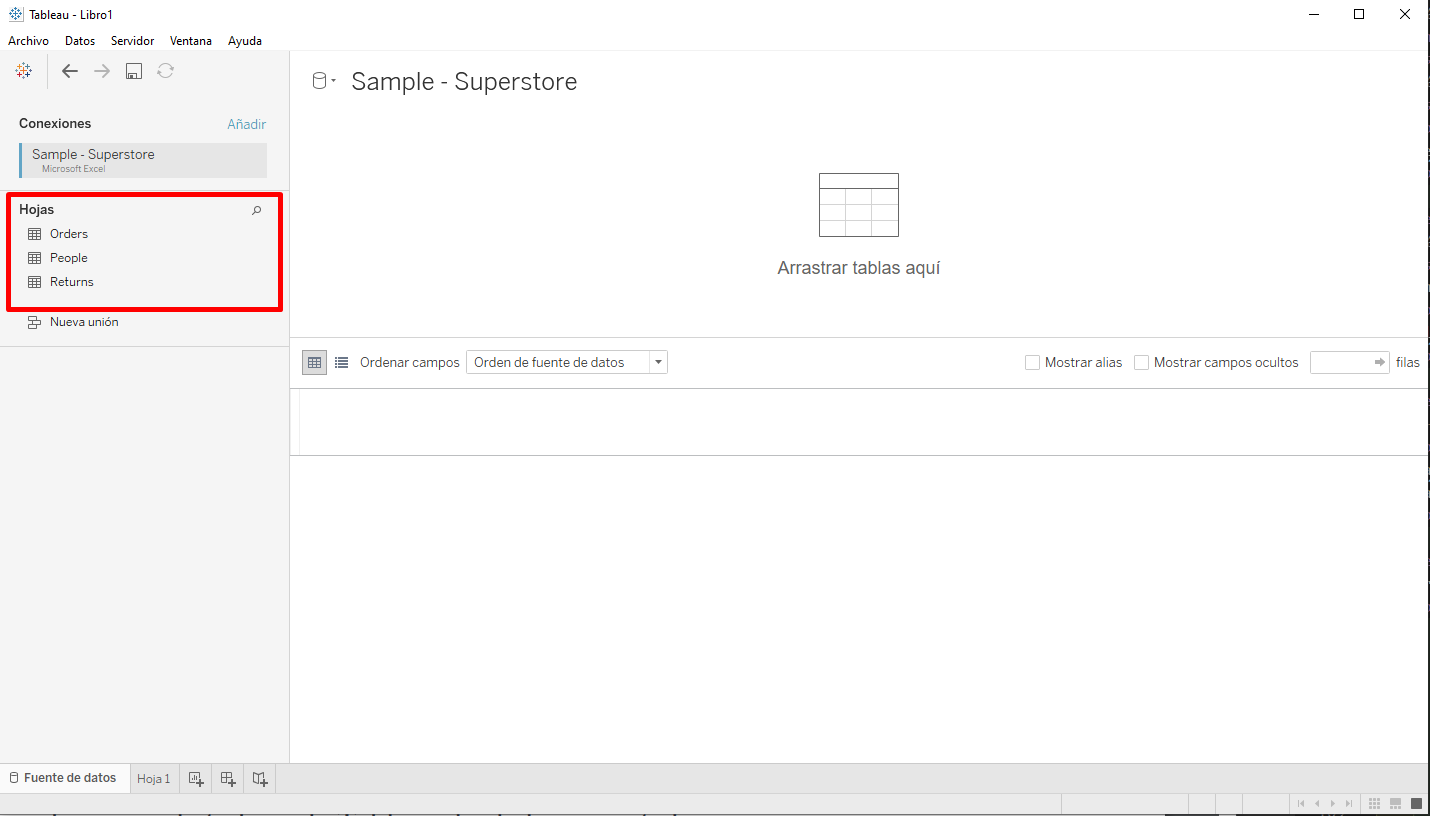 Tableau - Libro1
Archivo Datos Servidor Ventana Ayuda
Sample - Superstore
Conexiones Añadir
Sample - Superstore
Microsoft Excel
Hojas
Orders
People
Returns
Nueva unión
Arrastrar tablas aquí
Ordenar campos Orden de fuente de datos Mostrar alias Mostrar campos ocultos filas
Fuente de datos Hoja 1